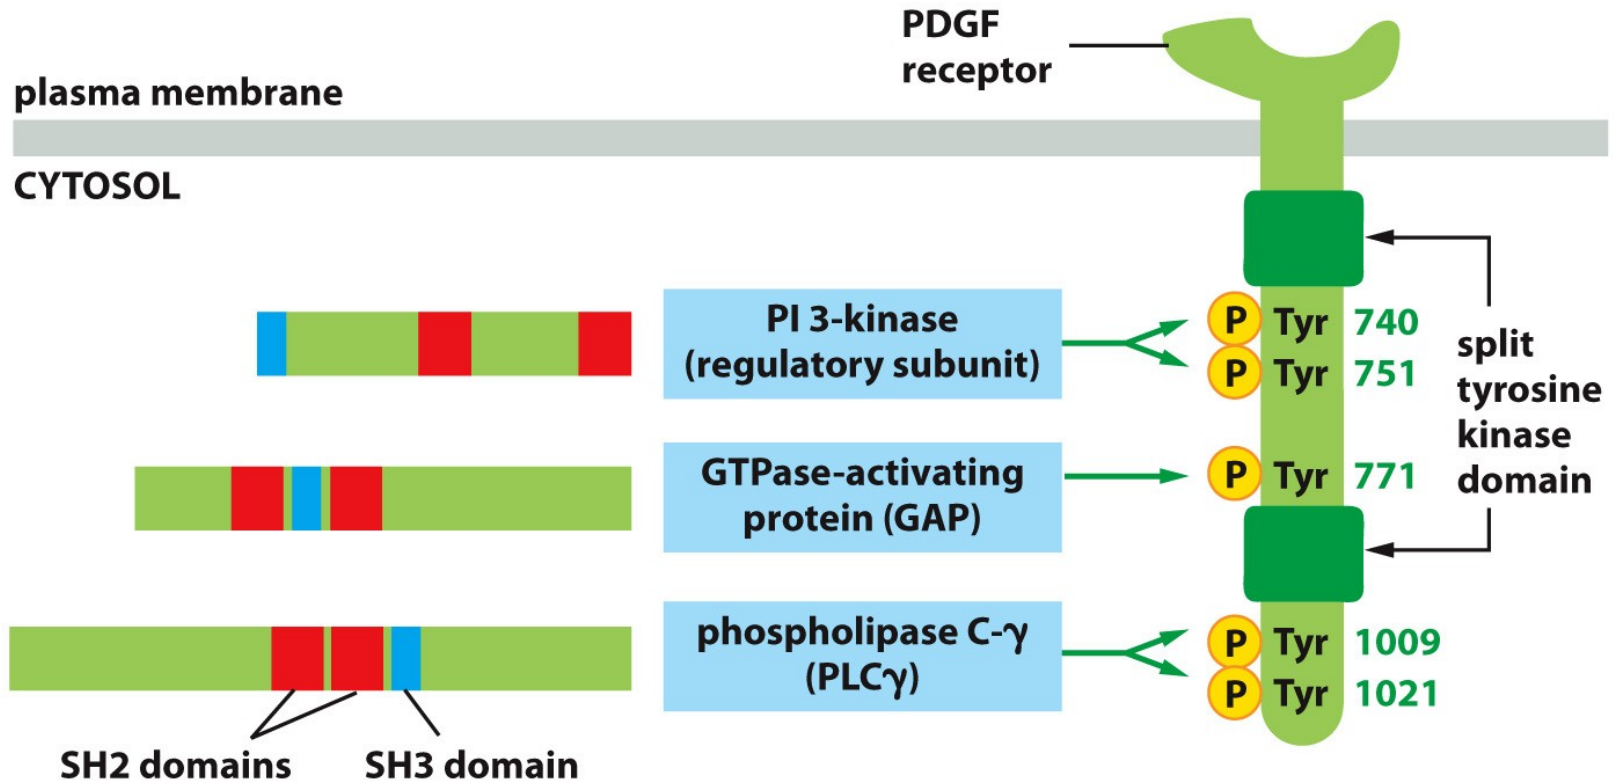 PDGF
receptor
plasma membrane
CYTOSOL
PI 3-kinase
(regulatory subunit)
P Tyr 740
P Tyr 751
split
tyrosine
kinase
domain
GTPase-activating
protein (GAP)
P Tyr 771
phospholipase C-γ
(PLCγ)
P Tyr 1009
P Tyr 1021
SH2 domains
SH3 domain